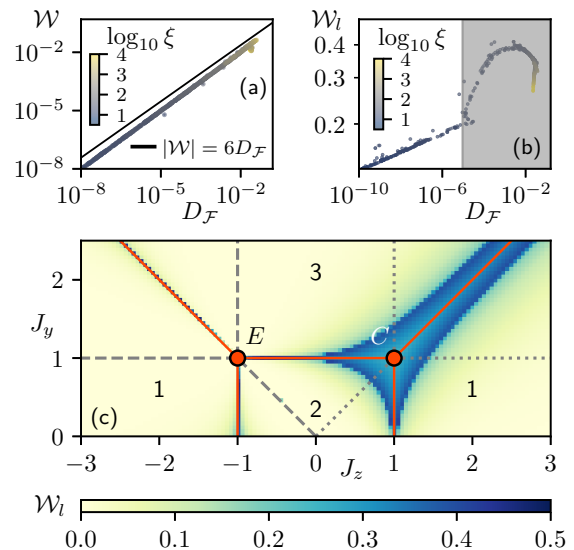 𝒲
10⁻²
10⁻⁵
10⁻⁸
log₁₀ ξ
4
3
2
1
(a)
|𝒲| = 6D_ℱ
10⁻⁸ 10⁻⁵ 10⁻²
D_ℱ
𝒲_l
0.4
0.3
0.2
log₁₀ ξ
4
3
2
1
(b)
10⁻¹⁰ 10⁻⁶ 10⁻²
D_ℱ
J_y
2
1
0
3
E C
1 2 1
(c)
−3 −2 −1 0 1 2 3
J_z
𝒲_l
0.0 0.1 0.2 0.3 0.4 0.5